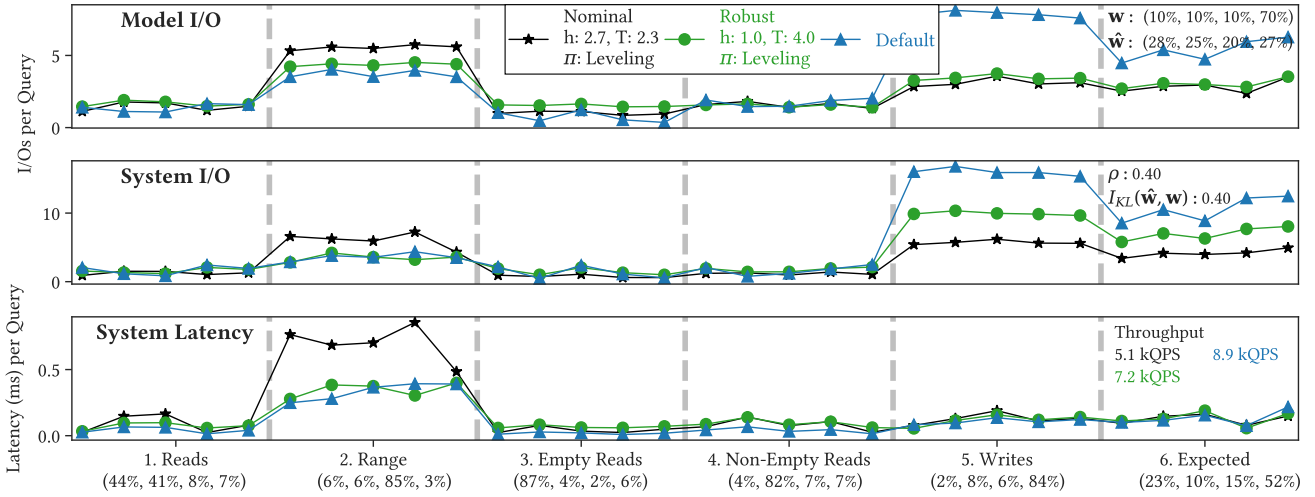 Model I/O
Nominal
h: 2.7, T: 2.3
π: Leveling
Robust
h: 1.0, T: 4.0
π: Leveling
Default
w : (10%, 10%, 10%, 70%)
ŵ : (28%, 25%, 20%, 27%)
5
0
I/Os per Query
System I/O
ρ : 0.40
I_KL(ŵ, w) : 0.40
10
0
System Latency
Throughput
5.1 kQPS 8.9 kQPS
7.2 kQPS
0.5
0.0
Latency (ms) per Query
1. Reads
(44%, 41%, 8%, 7%)
2. Range
(6%, 6%, 85%, 3%)
3. Empty Reads
(87%, 4%, 2%, 6%)
4. Non-Empty Reads
(4%, 82%, 7%, 7%)
5. Writes
(2%, 8%, 6%, 84%)
6. Expected
(23%, 10%, 15%, 52%)